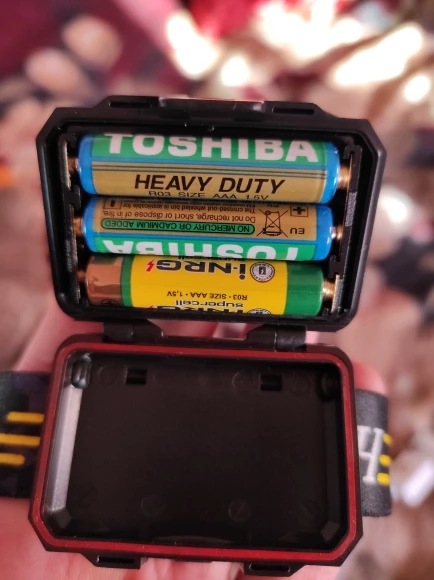 TOSHIBA
HEAVY DUTY
R03 SIZE AAA 1.5V
Do not recharge, short dispose of in fire.
NO MERCURY OR CADMIUM ADDED
EU
TOSHIBA
i-NRG
R03 • SIZE AAA • 1,5V
supercell
i-NRG
H